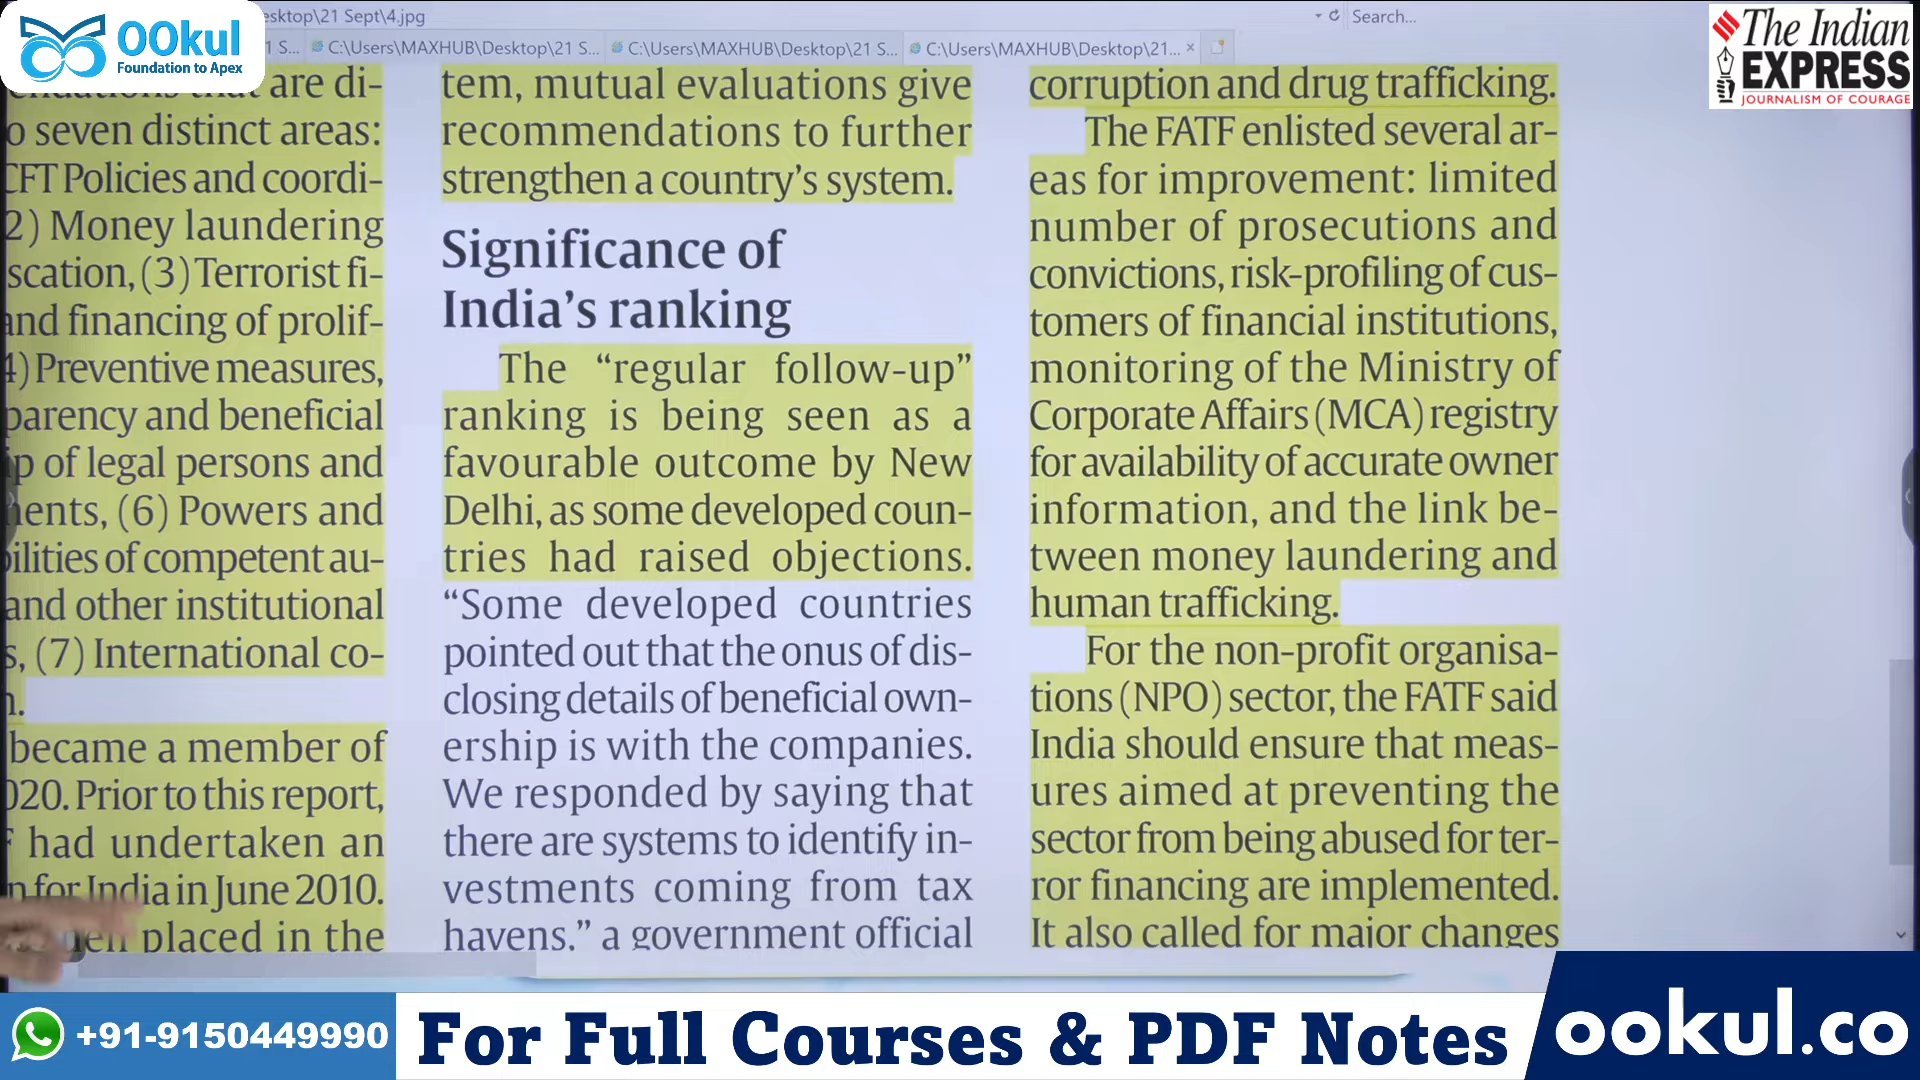 OOkul
Foundation to Apex
esktop\21 Sept\4.jpg
Search...
1 S...
C:\Users\MAXHUB\Desktop\21 S...
C:\Users\MAXHUB\Desktop\21 S...
C:\Users\MAXHUB\Desktop\21...
The Indian
EXPRESS
JOURNALISM OF COURAGE
are di-
o seven distinct areas:
CFT Policies and coordi-
2) Money laundering
scation, (3) Terrorist fi-
and financing of prolif-
4) Preventive measures,
parency and beneficial
ip of legal persons and
ments, (6) Powers and
bilities of competent au-
and other institutional
s, (7) International co-
n.
became a member of
020. Prior to this report,
F had undertaken an
n for India in June 2010.
placed in the
tem, mutual evaluations give
recommendations to further
strengthen a country's system.
Significance of
India's ranking
The “regular follow-up”
ranking is being seen as a
favourable outcome by New
Delhi, as some developed coun-
tries had raised objections.
“Some developed countries
pointed out that the onus of dis-
closing details of beneficial own-
ership is with the companies.
We responded by saying that
there are systems to identify in-
vestments coming from tax
havens,” a government official
corruption and drug trafficking.
The FATF enlisted several ar-
eas for improvement: limited
number of prosecutions and
convictions, risk-profiling of cus-
tomers of financial institutions,
monitoring of the Ministry of
Corporate Affairs (MCA) registry
for availability of accurate owner
information, and the link be-
tween money laundering and
human trafficking.
For the non-profit organisa-
tions (NPO) sector, the FATF said
India should ensure that meas-
ures aimed at preventing the
sector from being abused for ter-
ror financing are implemented.
It also called for major changes
+91-9150449990
For Full Courses & PDF Notes
ookul.co